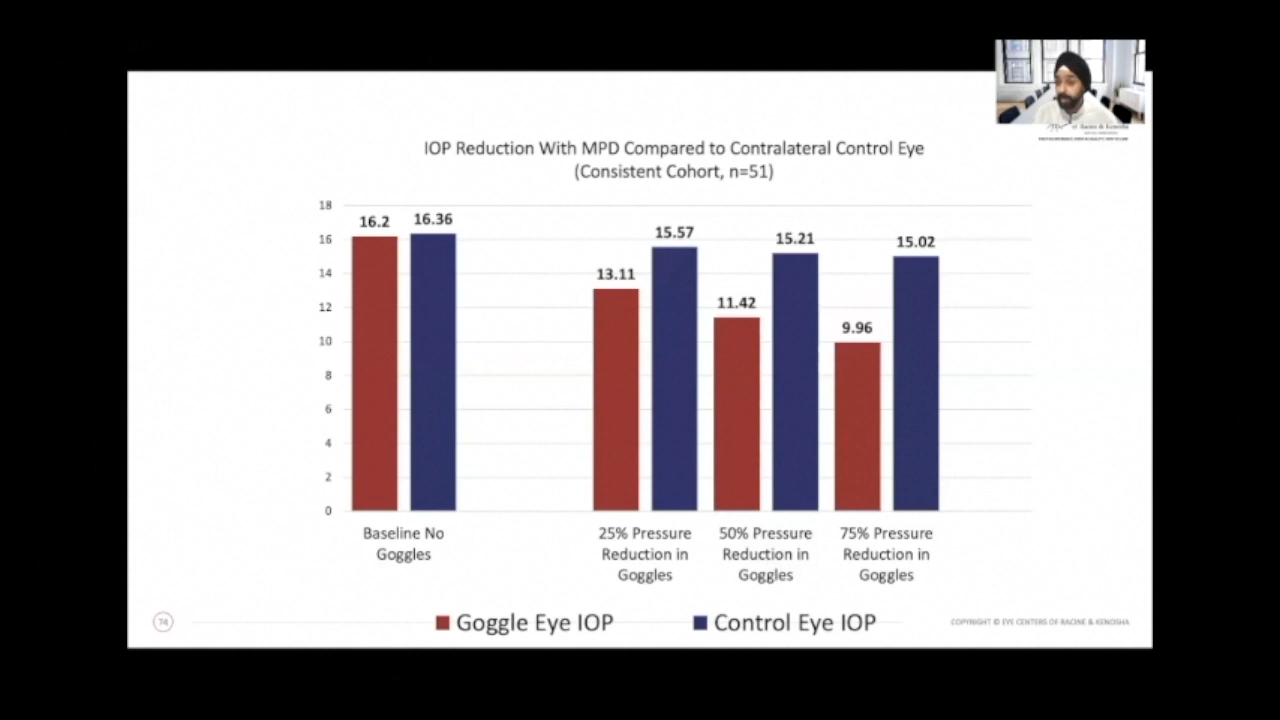 of Racine & Kenosha
IOP Reduction With MPD Compared to Contralateral Control Eye
(Consistent Cohort, n=51)
18
16
14
12
10
8
6
4
2
0
16.2
16.36
13.11
15.57
11.42
15.21
9.96
15.02
Baseline No
Goggles
25% Pressure
Reduction in
Goggles
50% Pressure
Reduction in
Goggles
75% Pressure
Reduction in
Goggles
Goggle Eye IOP
Control Eye IOP
74
COPYRIGHT © EYE CENTERS OF RACINE & KENOSHA